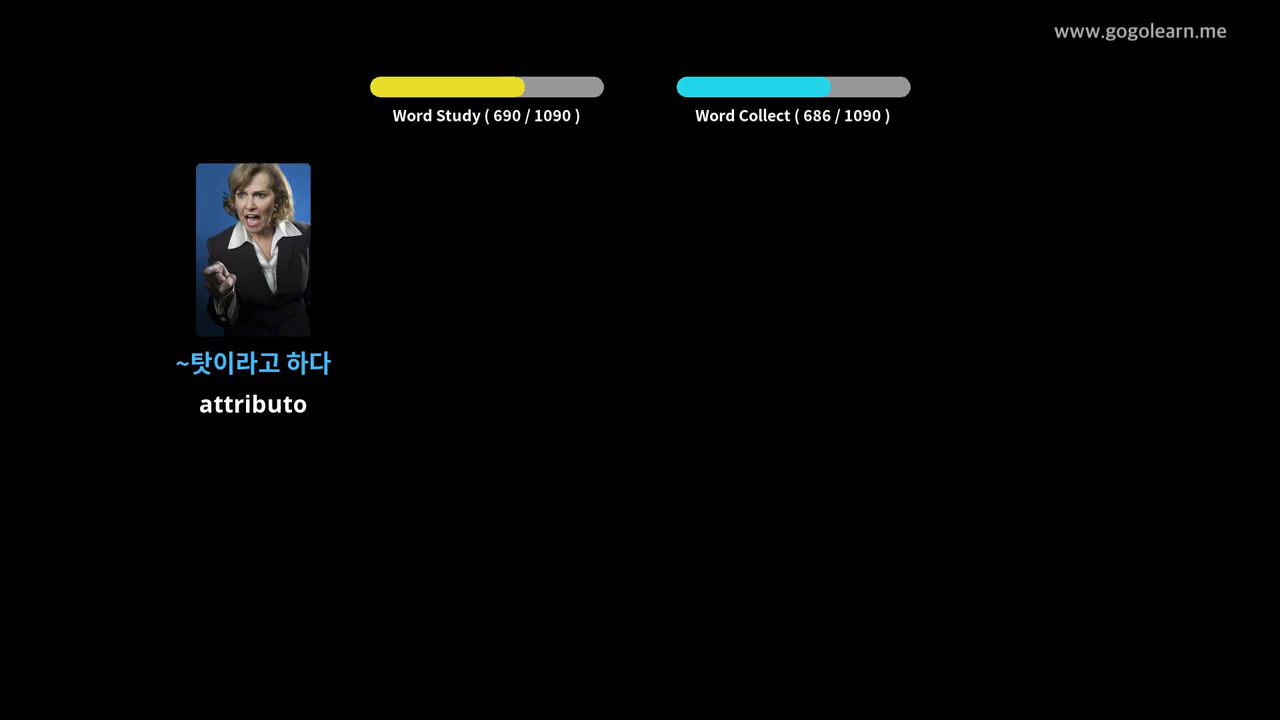 www.gogolearn.me
Word Study ( 690 / 1090 )
Word Collect ( 686 / 1090 )
~탓이라고 하다
attributo